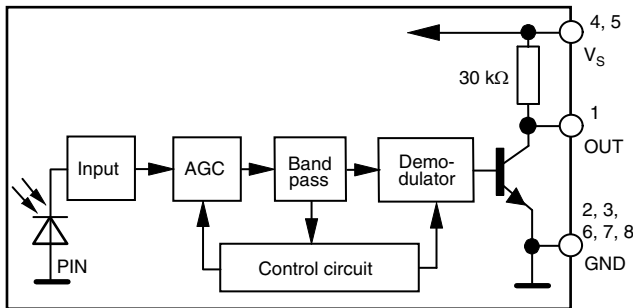 4, 5
V_S
30 kΩ
1
OUT
Input
AGC
Band
pass
Demo-
dulator
2, 3,
6, 7, 8
GND
PIN
Control circuit